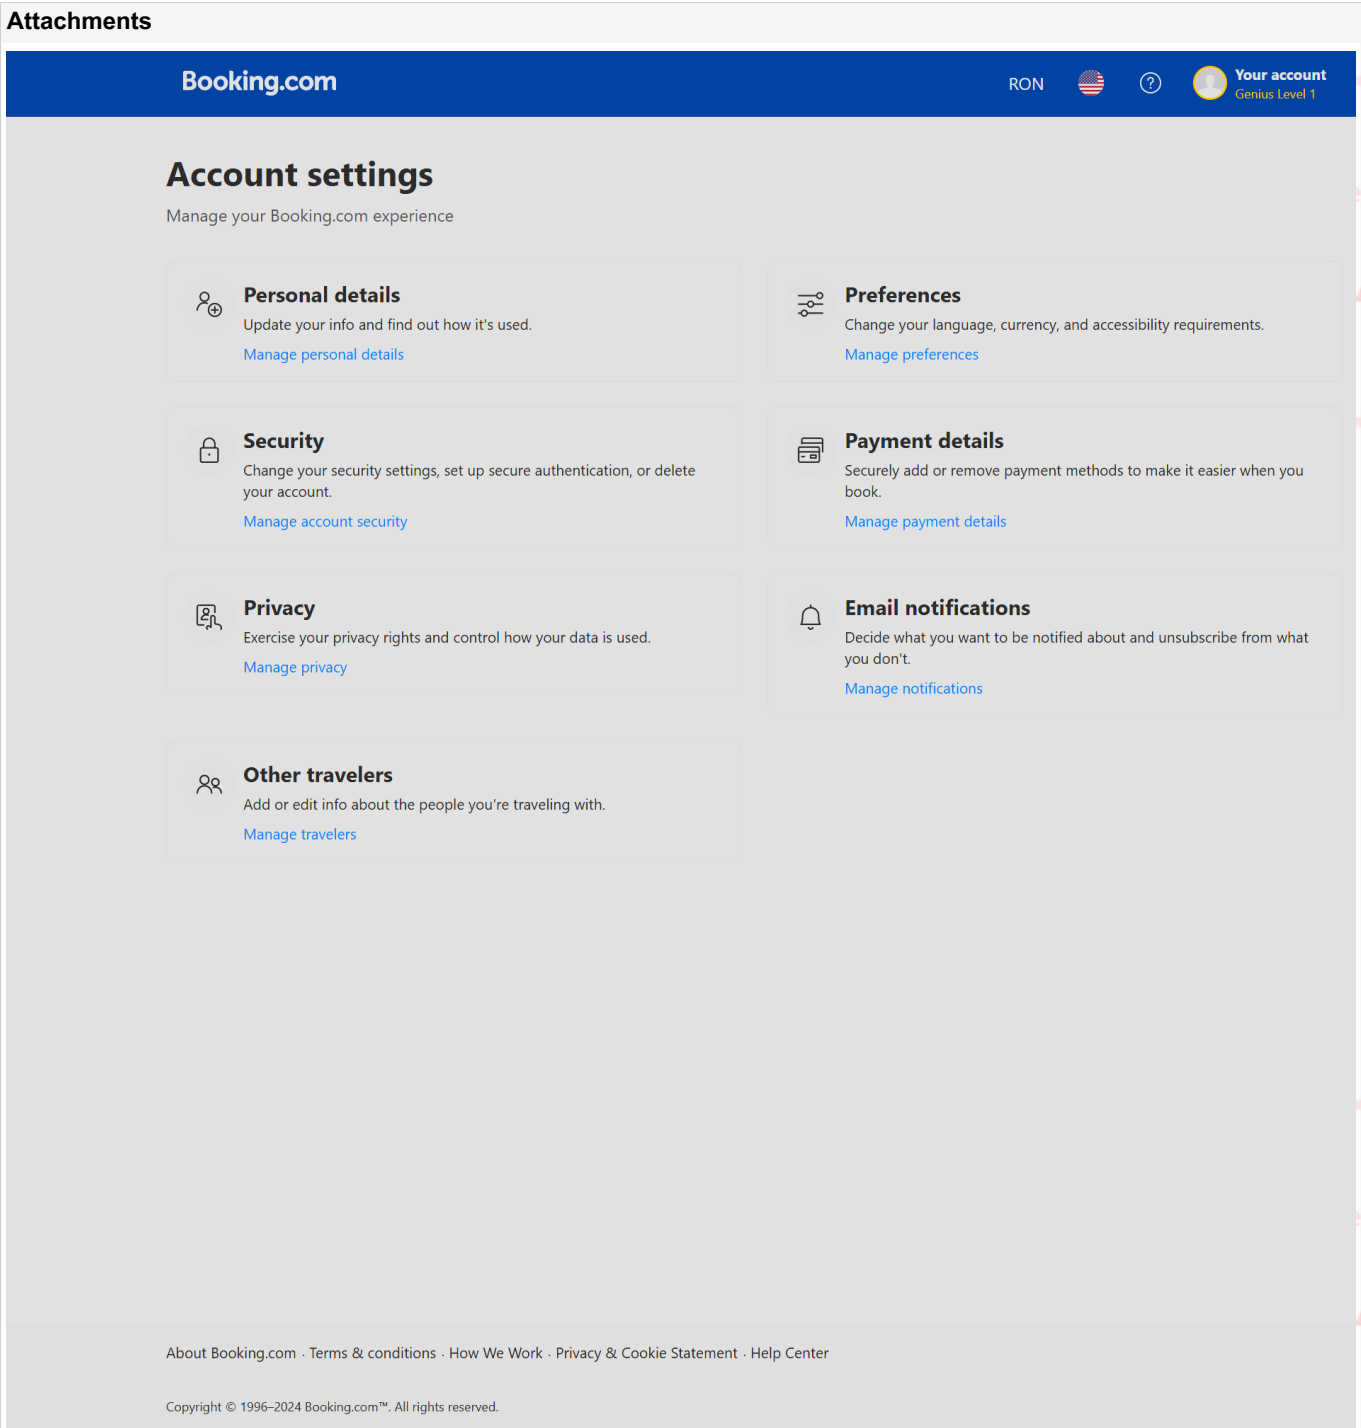 Attachments
Booking.com
RON
Your account
Genius Level 1
Account settings
Manage your Booking.com experience
Personal details
Update your info and find out how it's used.
Manage personal details
Preferences
Change your language, currency, and accessibility requirements.
Manage preferences
Security
Change your security settings, set up secure authentication, or delete
your account.
Manage account security
Payment details
Securely add or remove payment methods to make it easier when you
book.
Manage payment details
Privacy
Exercise your privacy rights and control how your data is used.
Manage privacy
Email notifications
Decide what you want to be notified about and unsubscribe from what
you don't.
Manage notifications
Other travelers
Add or edit info about the people you’re traveling with.
Manage travelers
About Booking.com · Terms & conditions · How We Work · Privacy & Cookie Statement · Help Center
Copyright © 1996–2024 Booking.com™. All rights reserved.